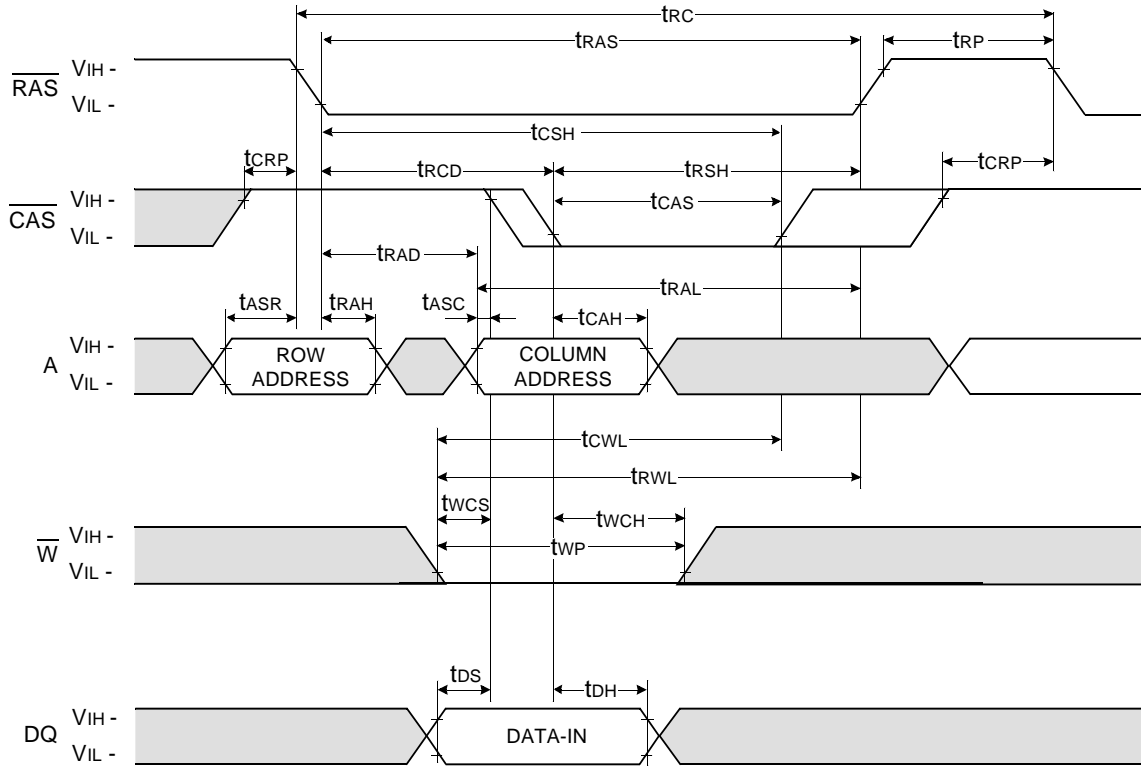 tRC
tRAS
tRP
RAS
VIH -
VIL -
tCSH
tCRP
tRCD
tRSH
tCRP
CAS
VIH -
VIL -
tCAS
tRAD
tRAL
tASR
tRAH
tASC
tCAH
A
VIH -
VIL -
ROW
ADDRESS
COLUMN
ADDRESS
tCWL
tRWL
tWCS
tWCH
W
VIH -
VIL -
tWP
tDS
tDH
DQ
VIH -
VIL -
DATA-IN